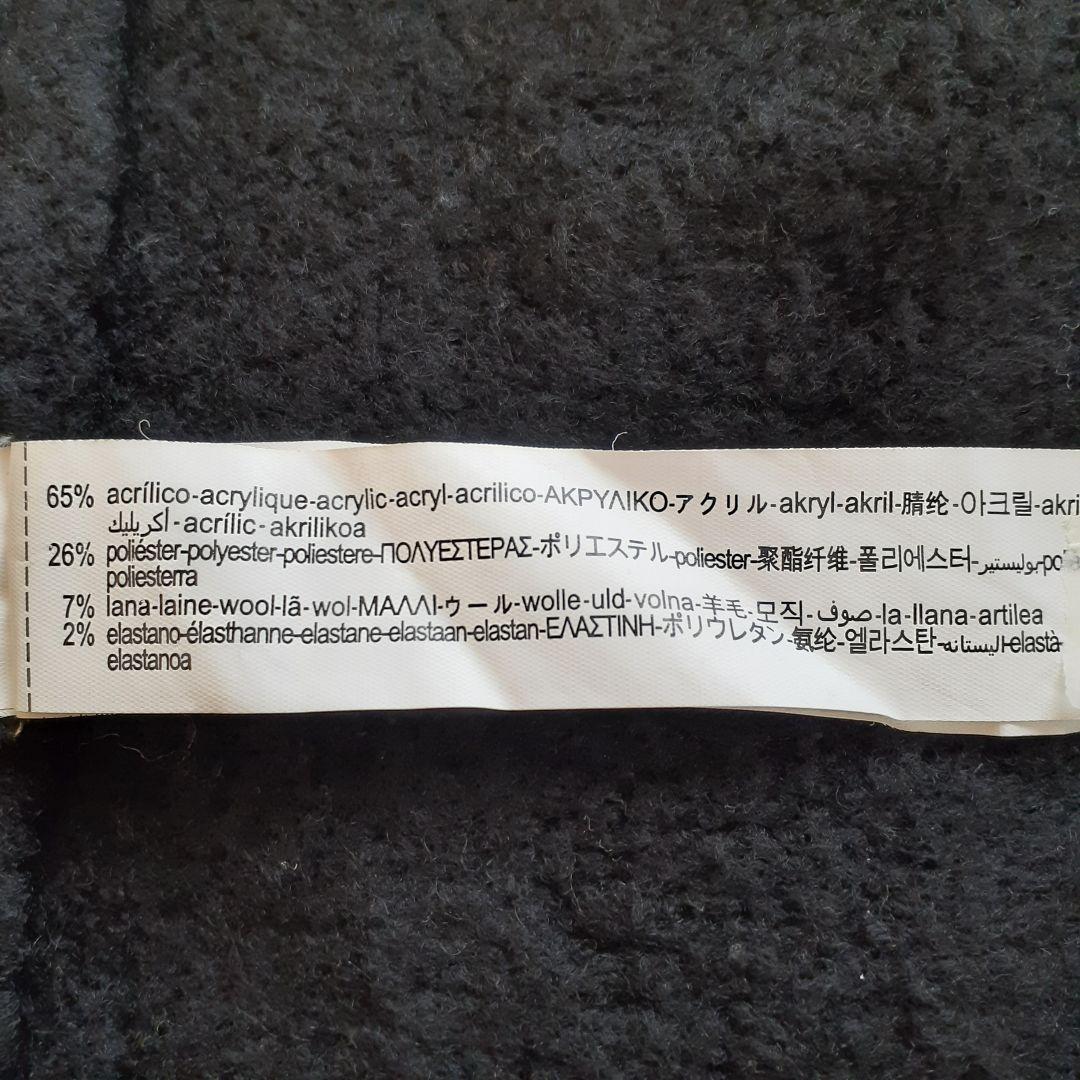 65% acrílico-acrylique-acrylic-acryl-acrilico-ΑΚΡΥΛΙΚΟ-アクリル-akryl-akril-腈纶-아크릴-akri
أكريليك-acrílic-akrilikoa
26% poliéster-polyester-poliestere-ΠΟΛΥΕΣΤΕΡΑΣ-ポリエステル-poliester-聚酯纤维-폴리에스터-بوليستير-po
poliesterra
7% lana-laine-wool-lã-wol-ΜΑΛΛΙ-ウール-wolle-uld-volna-羊毛-모직-صوف-la-llana-artilea
2% elastano-élasthanne-elastane-elastaan-elastan-ΕΛΑΣΤΙΝΗ-ポリウレタン-氨纶-엘라스탄-اليستانه-elastà
elastanoa